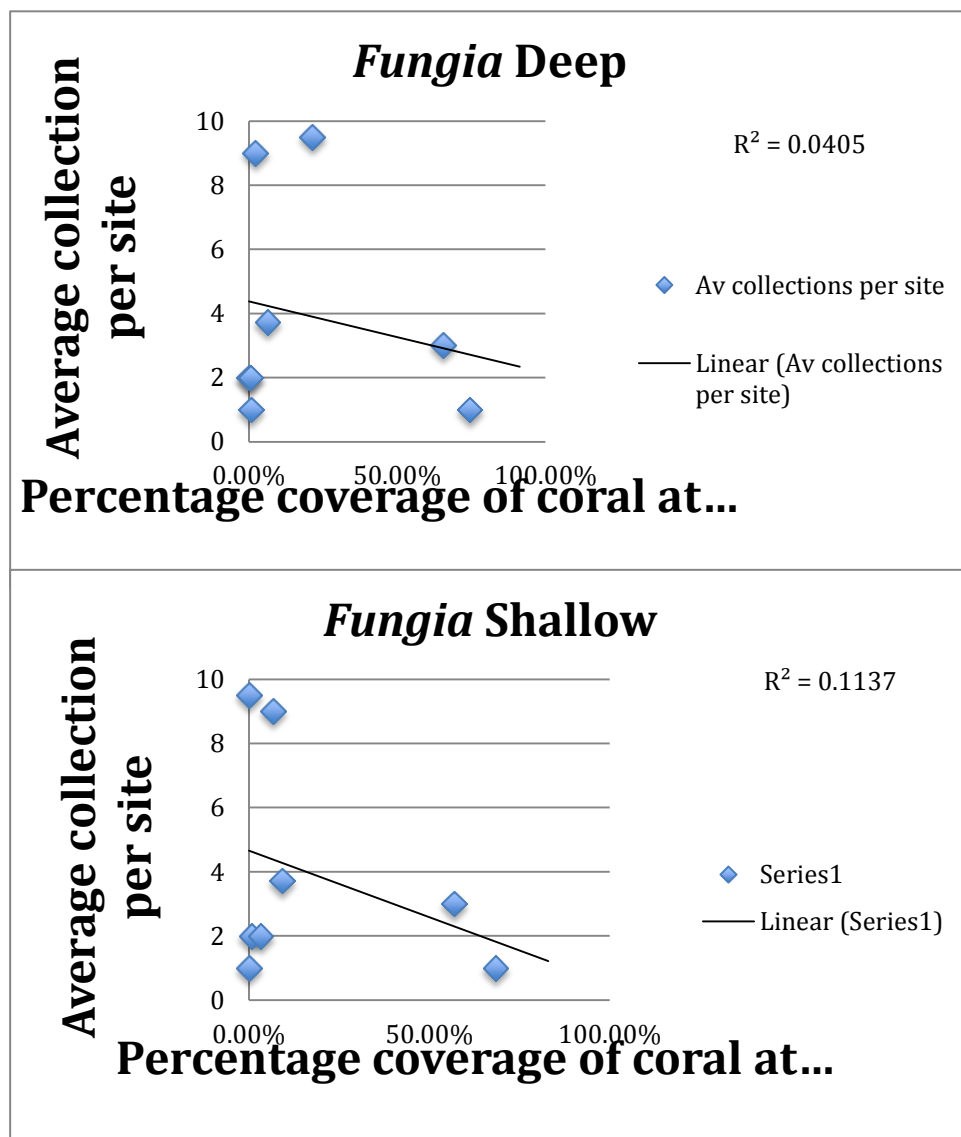 Fungia Deep
Average collection
per site
10
8
6
4
2
0
0.00%
50.00%
100.00%
Percentage coverage of coral at...
R² = 0.0405
Av collections per site
Linear (Av collections
per site)
Fungia Shallow
Average collection
per site
10
8
6
4
2
0
0.00%
50.00%
100.00%
Percentage coverage of coral at...
R² = 0.1137
Series1
Linear (Series1)